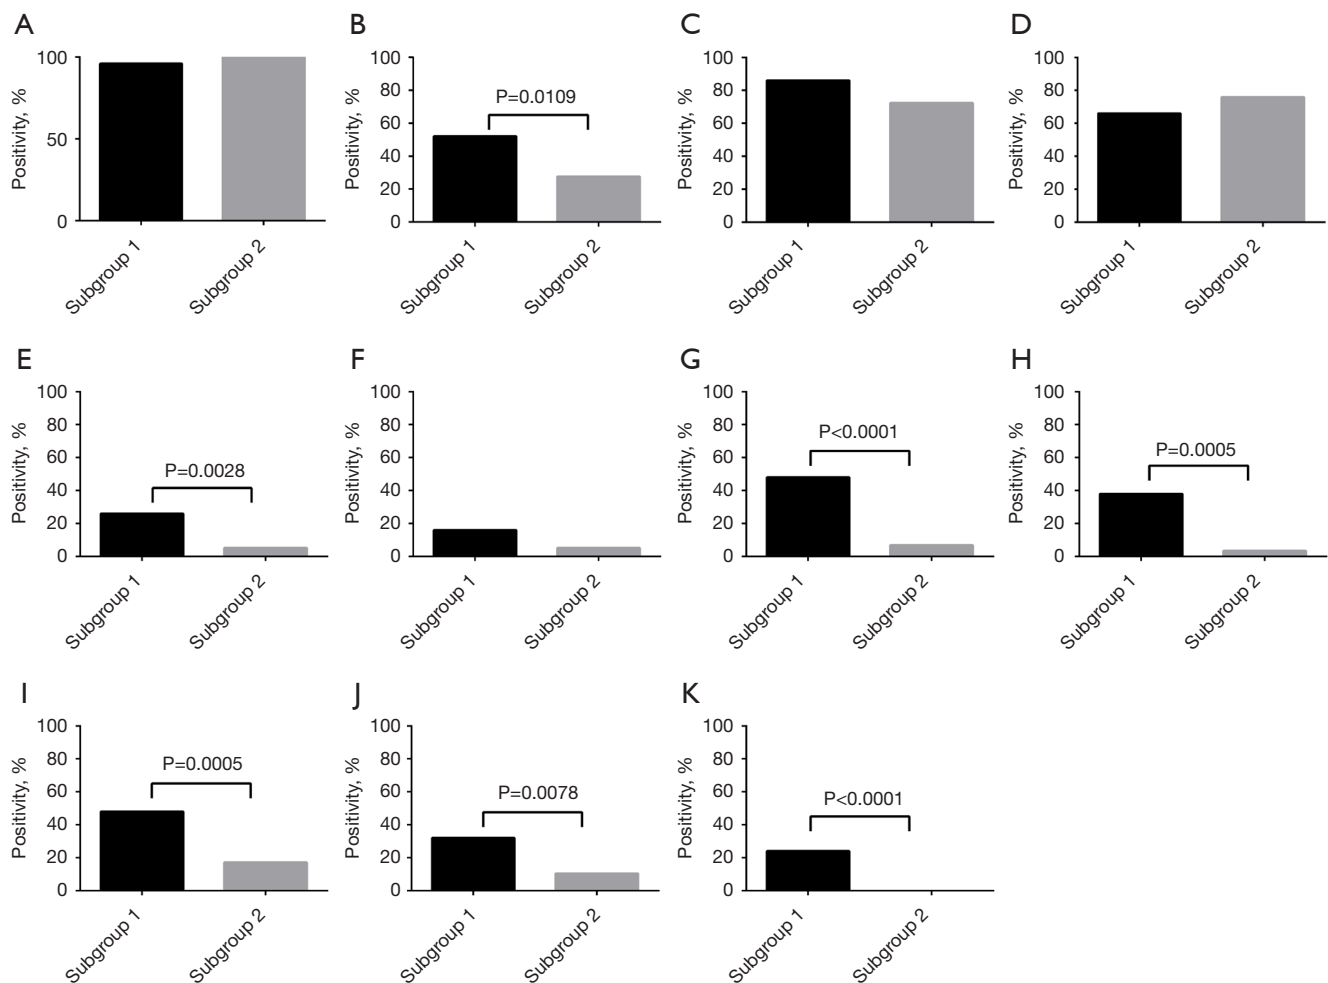 A
B
C
D
Positivity, %
100
50
0
Subgroup 1
Subgroup 2
Positivity, %
100
80
60
40
20
0
P=0.0109
Subgroup 1
Subgroup 2
Positivity, %
100
80
60
40
20
0
Subgroup 1
Subgroup 2
Positivity, %
100
80
60
40
20
0
Subgroup 1
Subgroup 2
E
F
G
H
Positivity, %
100
80
60
40
20
0
P=0.0028
Subgroup 1
Subgroup 2
Positivity, %
100
80
60
40
20
0
Subgroup 1
Subgroup 2
Positivity, %
100
80
60
40
20
0
P<0.0001
Subgroup 1
Subgroup 2
Positivity, %
100
80
60
40
20
0
P=0.0005
Subgroup 1
Subgroup 2
I
J
K
Positivity, %
100
80
60
40
20
0
P=0.0005
Subgroup 1
Subgroup 2
Positivity, %
100
80
60
40
20
0
P=0.0078
Subgroup 1
Subgroup 2
Positivity, %
100
80
60
40
20
0
P<0.0001
Subgroup 1
Subgroup 2